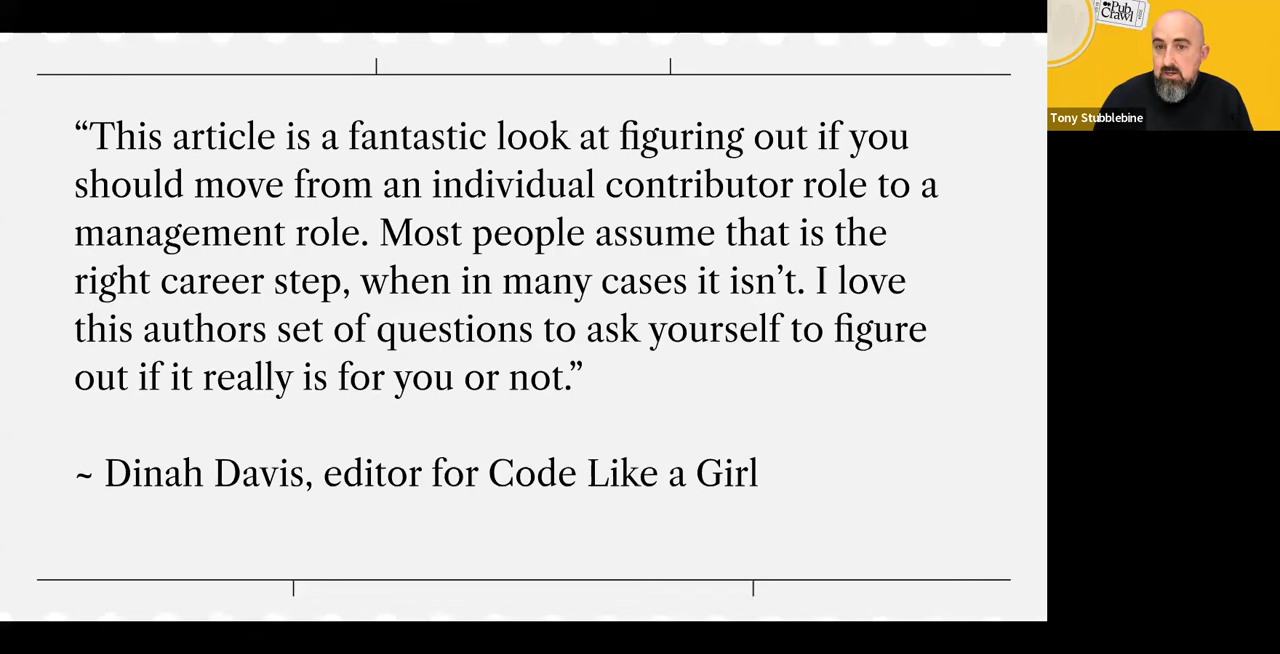 “This article is a fantastic look at figuring out if you
should move from an individual contributor role to a
management role. Most people assume that is the
right career step, when in many cases it isn’t. I love
this authors set of questions to ask yourself to figure
out if it really is for you or not.”
~ Dinah Davis, editor for Code Like a Girl
Pub
Crawl
Tony Stubblebine